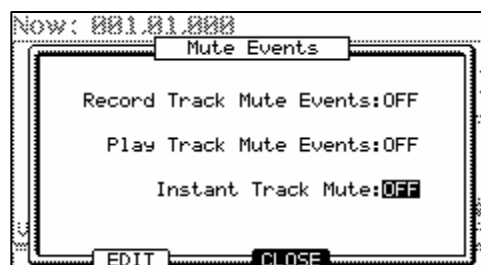 Now: 001.01.000
Mute Events
Record Track Mute Events:OFF
Play Track Mute Events:OFF
Instant Track Mute:OFF
EDIT CLOSE